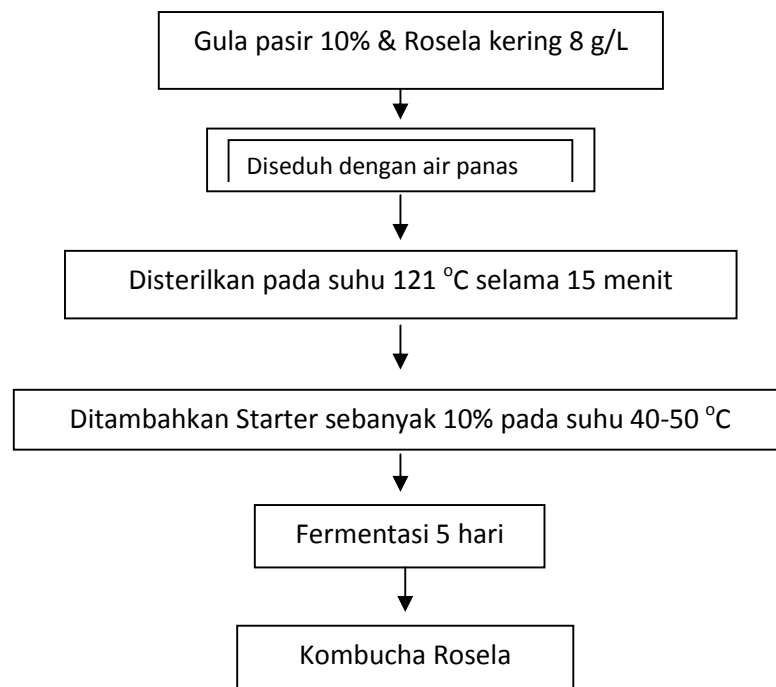 Gula pasir 10% & Rosela kering 8 g/L
Diseduh dengan air panas
Disterilkan pada suhu 121 °C selama 15 menit
Ditambahkan Starter sebanyak 10% pada suhu 40-50 °C
Fermentasi 5 hari
Kombucha Rosela